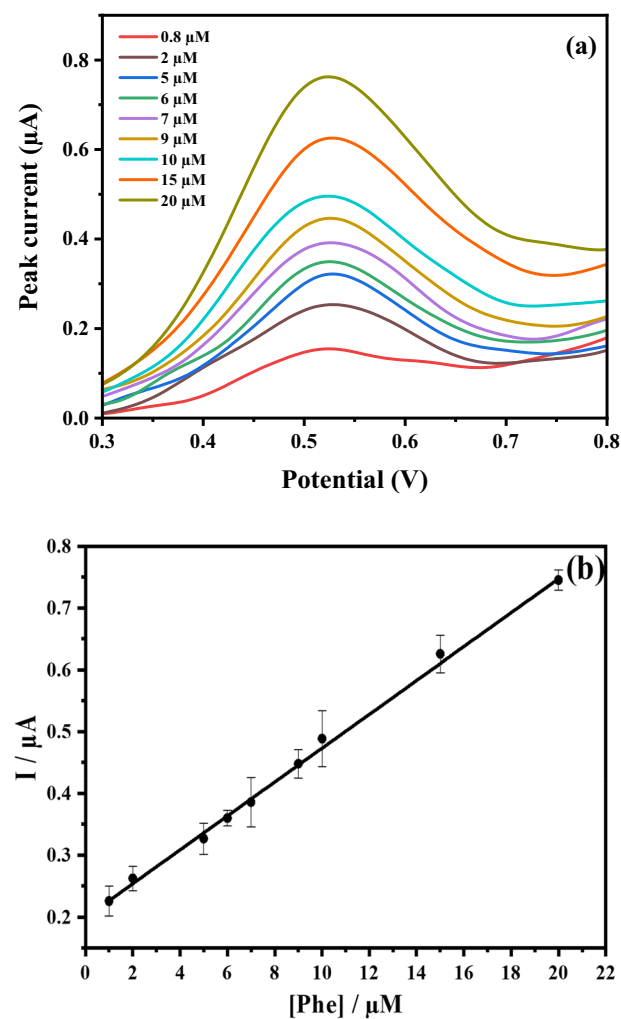 (a)
0.8 µM
2 µM
5 µM
6 µM
7 µM
9 µM
10 µM
15 µM
20 µM
Peak current (µA)
0.8
0.6
0.4
0.2
0.0
0.3 0.4 0.5 0.6 0.7 0.8
Potential (V)
(b)
I / µA
0.8
0.7
0.6
0.5
0.4
0.3
0.2
0 2 4 6 8 10 12 14 16 18 20 22
[Phe] / µM